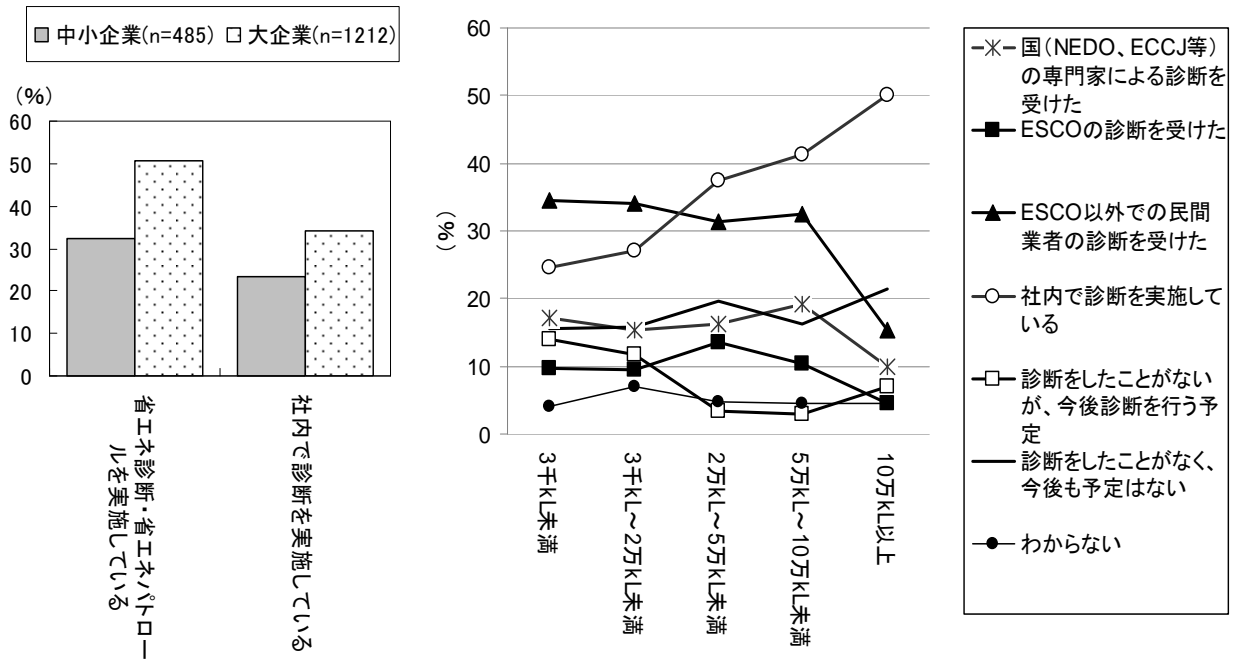 中小企業(n=485) 大企業(n=1212)
(%)
60
50
40
30
20
10
0
省エネ診断・省エネパトロー
ルを実施している
社内で診断を実施している
(%)
60
50
40
30
20
10
0
3千kL未満
3千kL～2万kL未満
2万kL～5万kL未満
5万kL～10万kL未満
10万kL以上
国(NEDO、ECCJ等)
の専門家による診断を
受けた
ESCOの診断を受けた
ESCO以外での民間
業者の診断を受けた
社内で診断を実施して
いる
診断をしたことがない
が、今後診断を行う予
定
診断をしたことがなく、
今後も予定はない
わからない